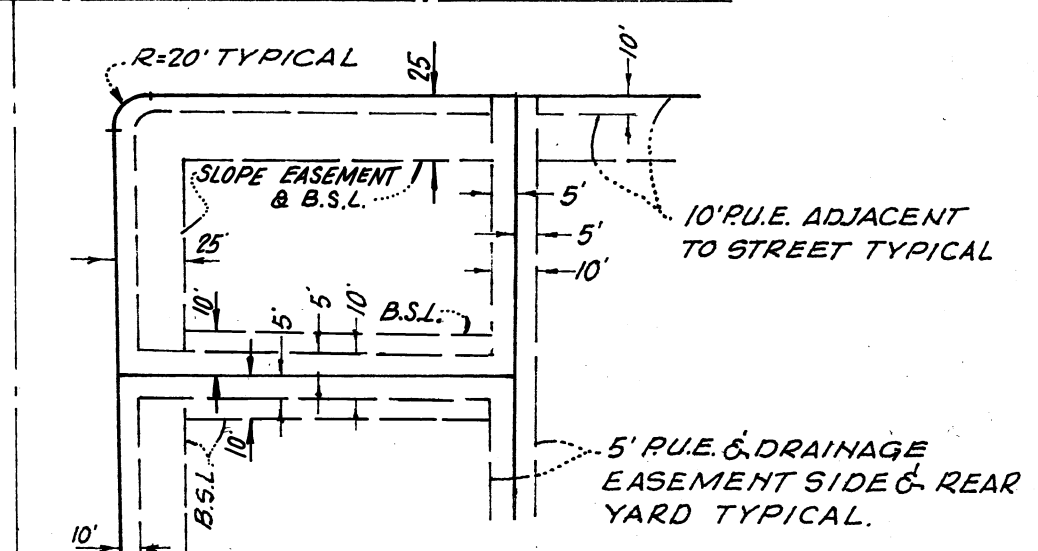 R=20' TYPICAL
25
10'
SLOPE EASEMENT
& B.S.L.
5'
5'
10'
10' P.U.E. ADJACENT
TO STREET TYPICAL
25'
10'
5'
5'
10'
B.S.L.
B.S.L.
10'
5' P.U.E. & DRAINAGE
EASEMENT SIDE & REAR
YARD TYPICAL.
10'